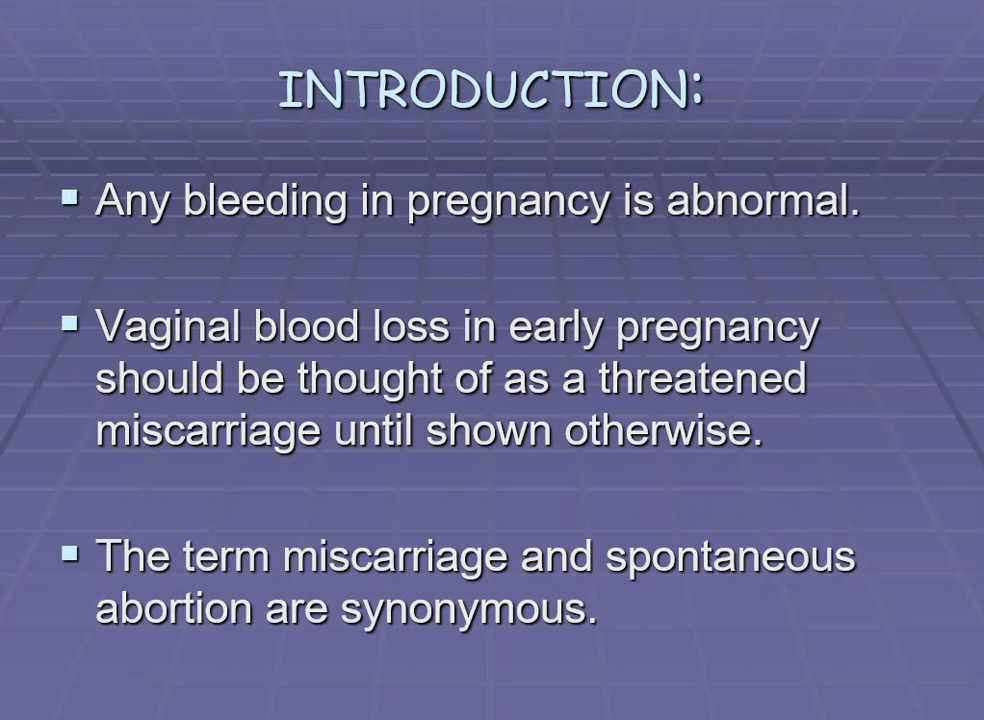 INTRODUCTION:
▪ Any bleeding in pregnancy is abnormal.
▪ Vaginal blood loss in early pregnancy
should be thought of as a threatened
miscarriage until shown otherwise.
▪ The term miscarriage and spontaneous
abortion are synonymous.